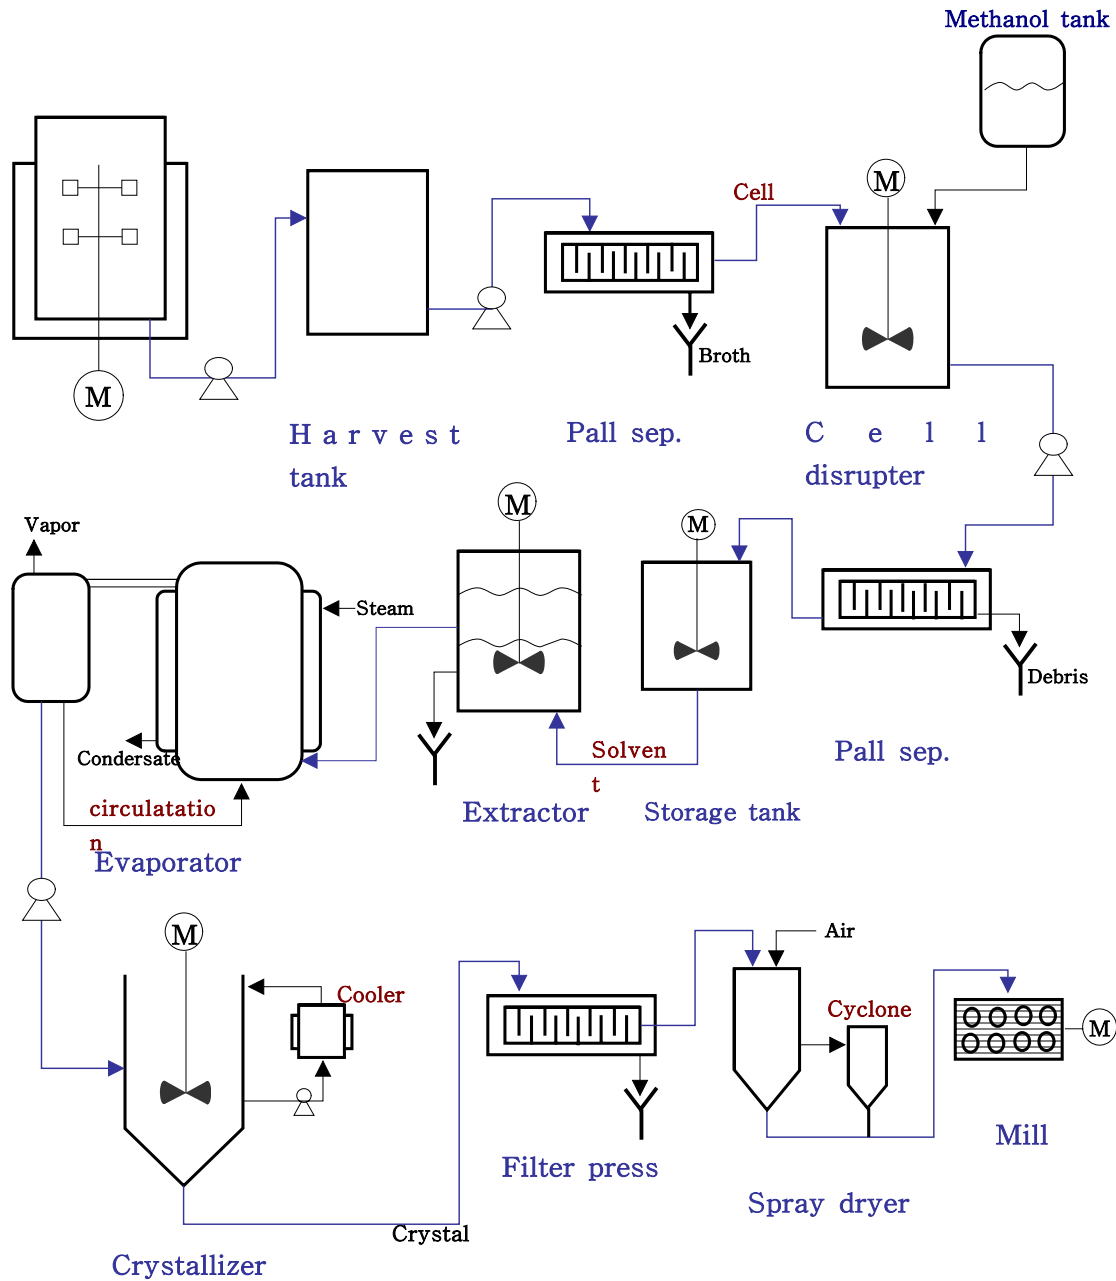 Methanol tank
M
Cell
M
Broth
M
Harvest
tank
Pall sep.
Cell
disrupter
M
M
Vapor
Steam
Debris
Condersate
Solven
t
Pall sep.
circulatatio
n
Extractor
Storage tank
Evaporator
M
Air
Cooler
Cyclone
M
Mill
Filter press
Spray dryer
Crystal
Crystallizer